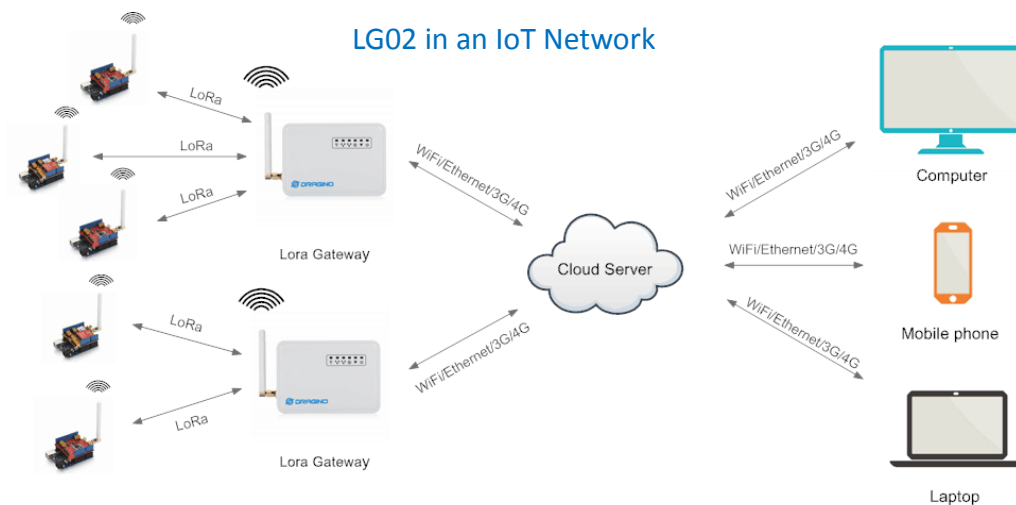 LG02 in an IoT Network
LoRa
LoRa
LoRa
DRAGINO
Lora Gateway
WiFi/Ethernet/3G/4G
LoRa
LoRa
DRAGINO
Lora Gateway
WiFi/Ethernet/3G/4G
Cloud Server
WiFi/Ethernet/3G/4G
Computer
WiFi/Ethernet/3G/4G
Mobile phone
WiFi/Ethernet/3G/4G
Laptop